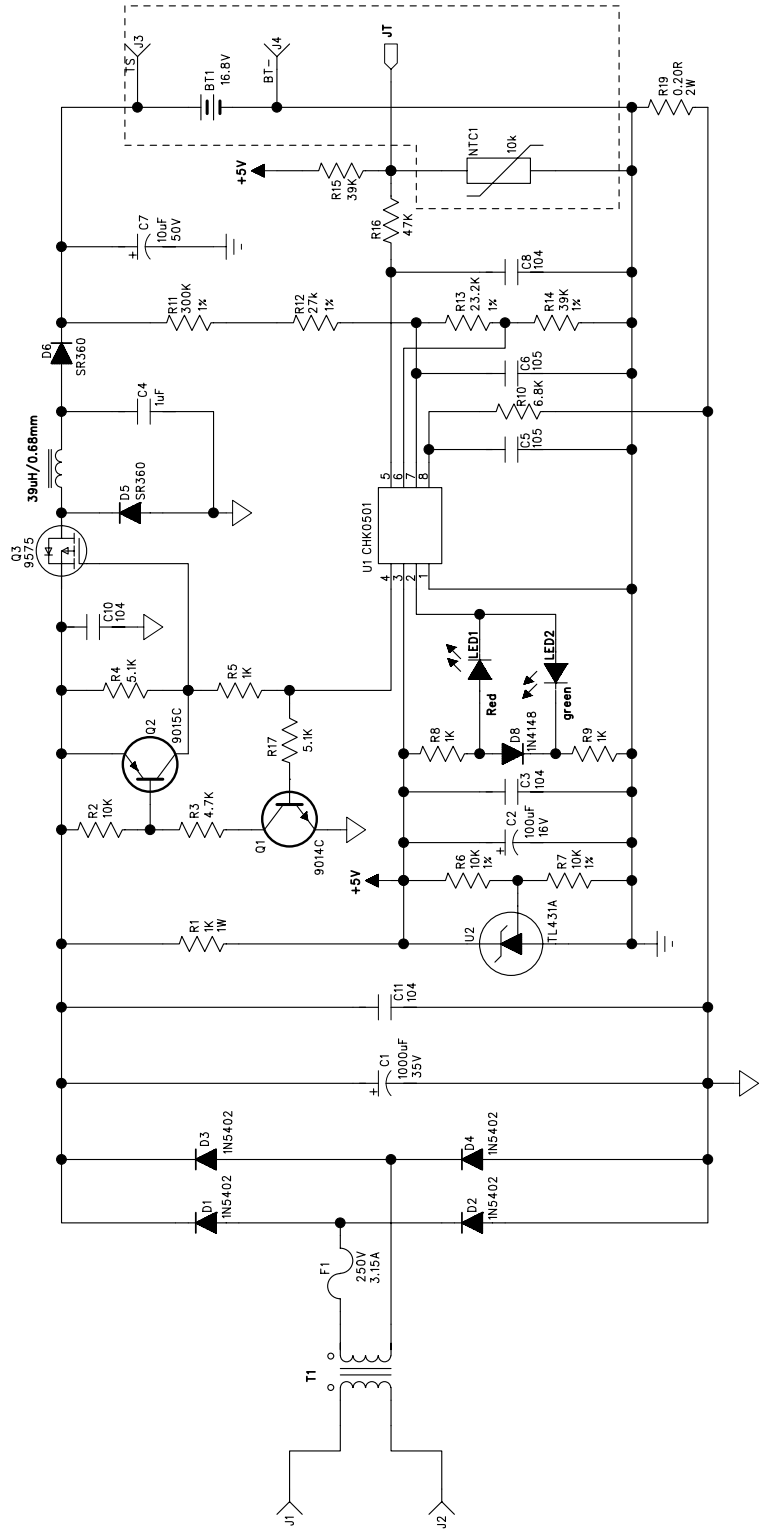 J1
J2
T1
F1
250V
3.15A
D1
1N5402
D2
1N5402
D3
1N5402
D4
1N5402
C1
1000uF
35V
C11
104
R1
1K
1W
U2
TL431A
+5V
R6
10K
1%
R7
10K
1%
C2
100uF
16V
C3
104
R2
10K
R3
4.7K
Q1
9014C
Q2
9015C
R17
5.1K
R4
5.1K
R5
1K
R8
1K
D8
1N4148
R9
1K
LED1
Red
LED2
green
C10
104
Q3
9575
39uH/0.68mm
D5
SR360
C4
1uF
D6
SR360
U1 CHK0501
4
3
2
1
5
6
7
8
C5
105
R10
6.8K
C6
105
R11
300K
1%
R12
27k
1%
R13
23.2K
1%
R14
39K
1%
C8
104
C7
10uF
50V
R16
47K
+5V
R15
39K
NTC1
10k
TS
J3
BT1
16.8V
BT-
J4
JT
R19
0.20R
2W